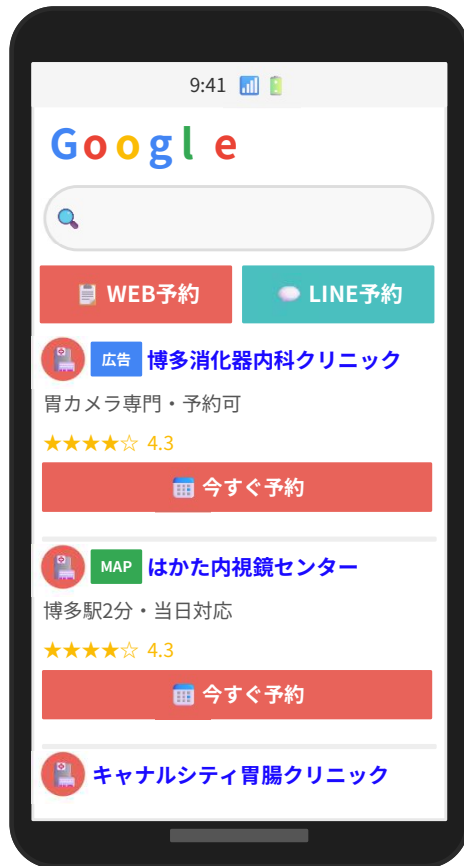 9:41
Google
WEB予約
LINE予約
広告 博多消化器内科クリニック
胃カメラ専門・予約可
★★★★☆ 4.3
今すぐ予約
MAP はかた内視鏡センター
博多駅2分・当日対応
★★★★☆ 4.3
今すぐ予約
キャナルシティ胃腸クリニック